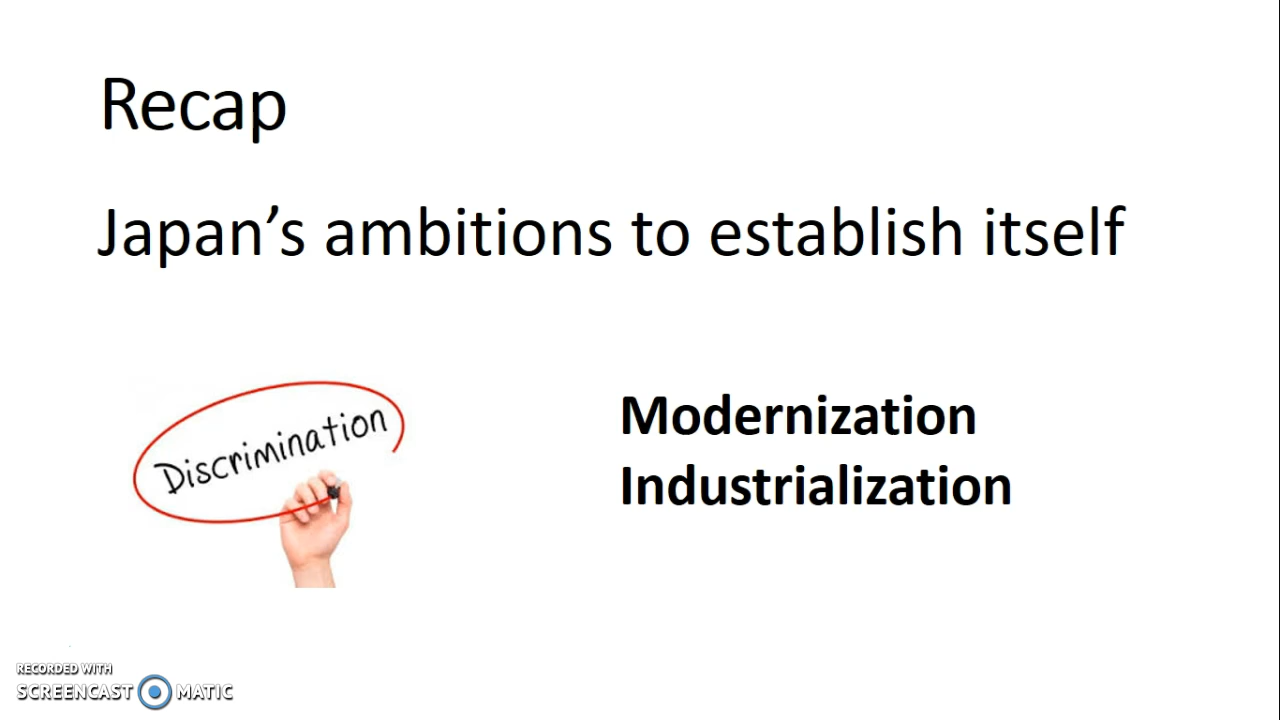 Recap
Japan’s ambitions to establish itself
Discrimination
Modernization
Industrialization
RECORDED WITH
SCREENCAST MATIC